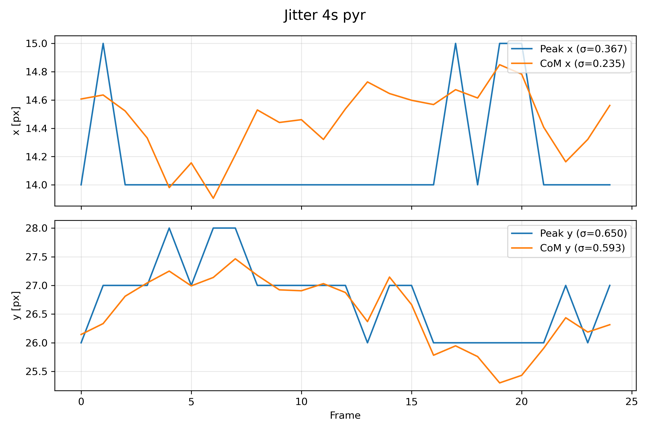 Jitter 4s pyr
15.0
14.8
14.6
14.4
14.2
14.0
x [px]
Peak x (σ=0.367)
CoM x (σ=0.235)
28.0
27.5
27.0
26.5
26.0
25.5
y [px]
Peak y (σ=0.650)
CoM y (σ=0.593)
0 5 10 15 20 25
Frame